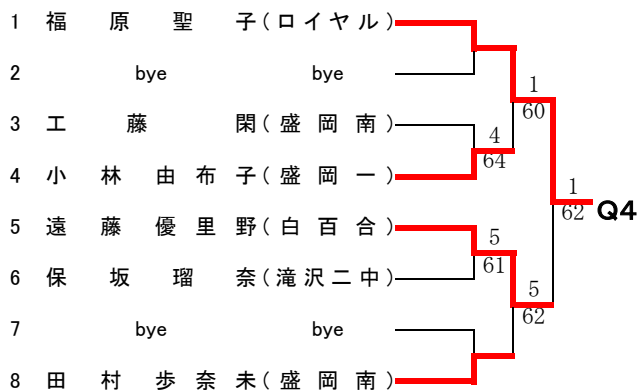 1 福原聖子(ロイヤル)
2 bye bye
3 工藤閑(盛岡南)
4 小林由布子(盛岡一)
5 遠藤優里野(白百合)
6 保坂瑠奈(滝沢二中)
7 bye bye
8 田村歩奈未(盛岡南)
4
64
5
61
1
60
5
62
1
62
Q4